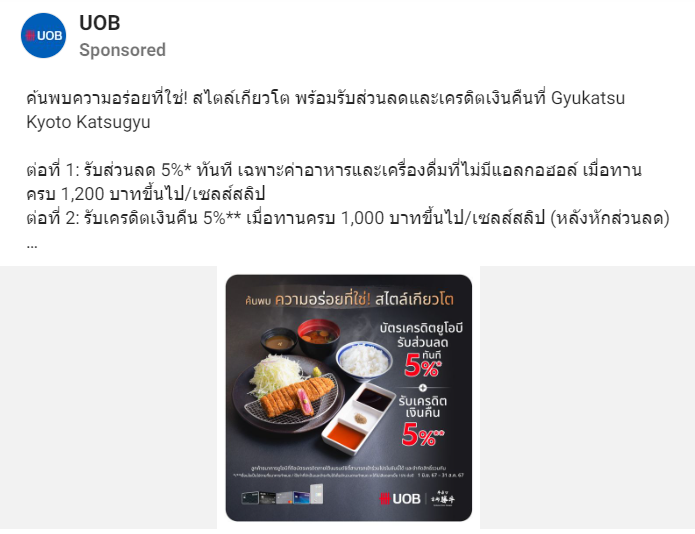 UOB
UOB
Sponsored
ค้นพบความอร่อยที่ใช่! สไตล์เกียวโต พร้อมรับส่วนลดและเครดิตเงินคืนที่ Gyukatsu
Kyoto Katsugyu
ต่อที่ 1: รับส่วนลด 5%* ทันที เฉพาะค่าอาหารและเครื่องดื่มที่ไม่มีแอลกอฮอล์ เมื่อทาน
ครบ 1,200 บาทขึ้นไป/เซลส์สลิป
ต่อที่ 2: รับเครดิตเงินคืน 5%** เมื่อทานครบ 1,000 บาทขึ้นไป/เซลส์สลิป (หลังหักส่วนลด)
...
ค้นพบ ความอร่อยที่ใช่! สไตล์เกียวโต
บัตรเครดิตยูโอบี
รับส่วนลด
5%* ทันที
+
รับเครดิต
เงินคืน
5%**
1 มิ.ย. 67 - 31 ธ.ค. 67
UOB